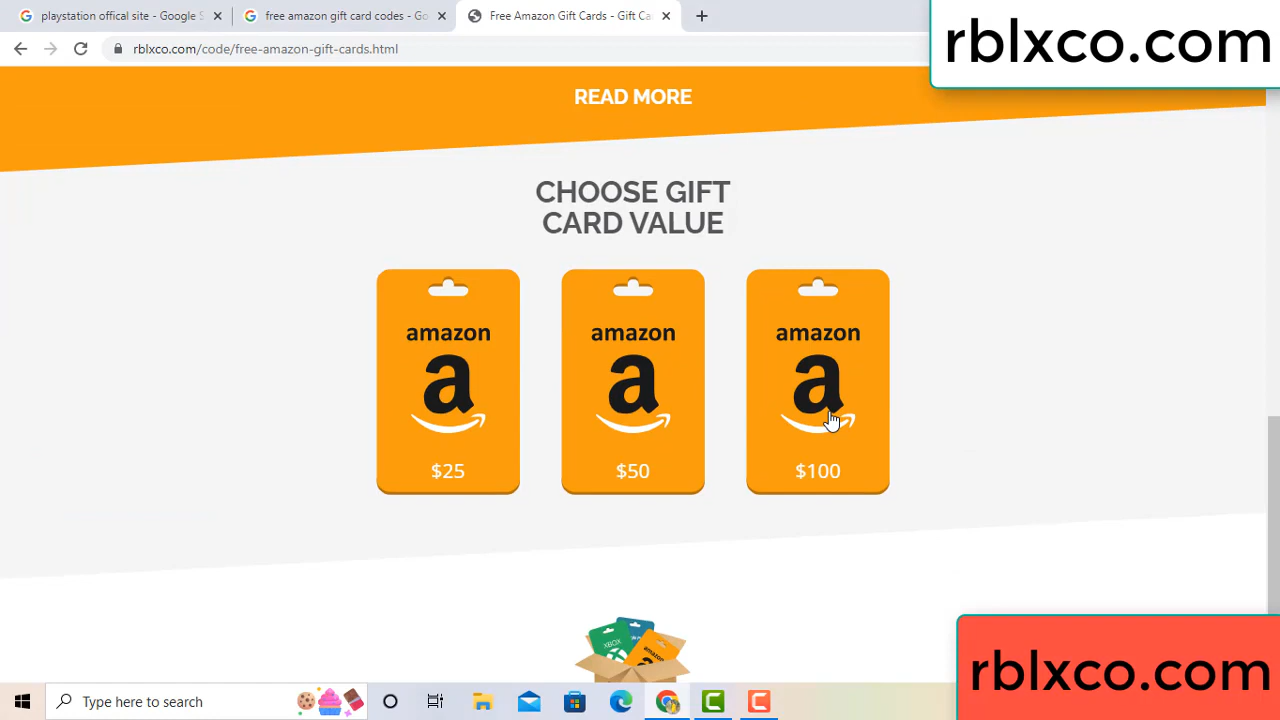 playstation offical site - Google S
free amazon gift card codes - Go
Free Amazon Gift Cards - Gift Ca
rblxco.com/code/free-amazon-gift-cards.html
rblxco.com
READ MORE
CHOOSE GIFT
CARD VALUE
amazon
a
$25
amazon
a
$50
amazon
a
$100
XBOX
amazon
rblxco.com
Type here to search